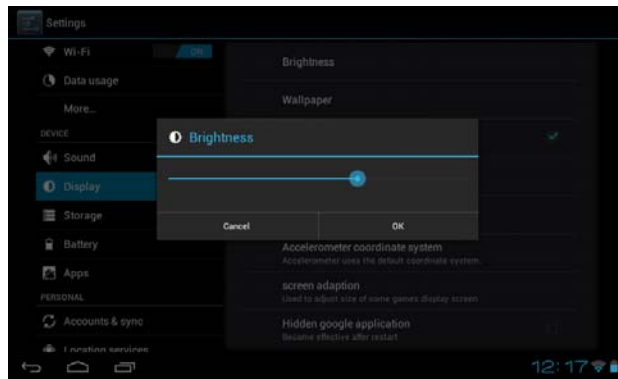 Settings
Wi-Fi
ON
Data usage
More...
DEVICE
Sound
Display
Storage
Battery
Apps
PERSONAL
Accounts & sync
Location services
Brightness
Wallpaper
Brightness
Cancel
OK
Accelerometer coordinate system
Accelerometer uses the default coordinate system.
screen adaption
Used to adjust size of some games display screen
Hidden google application
Become effective after restart
12:17